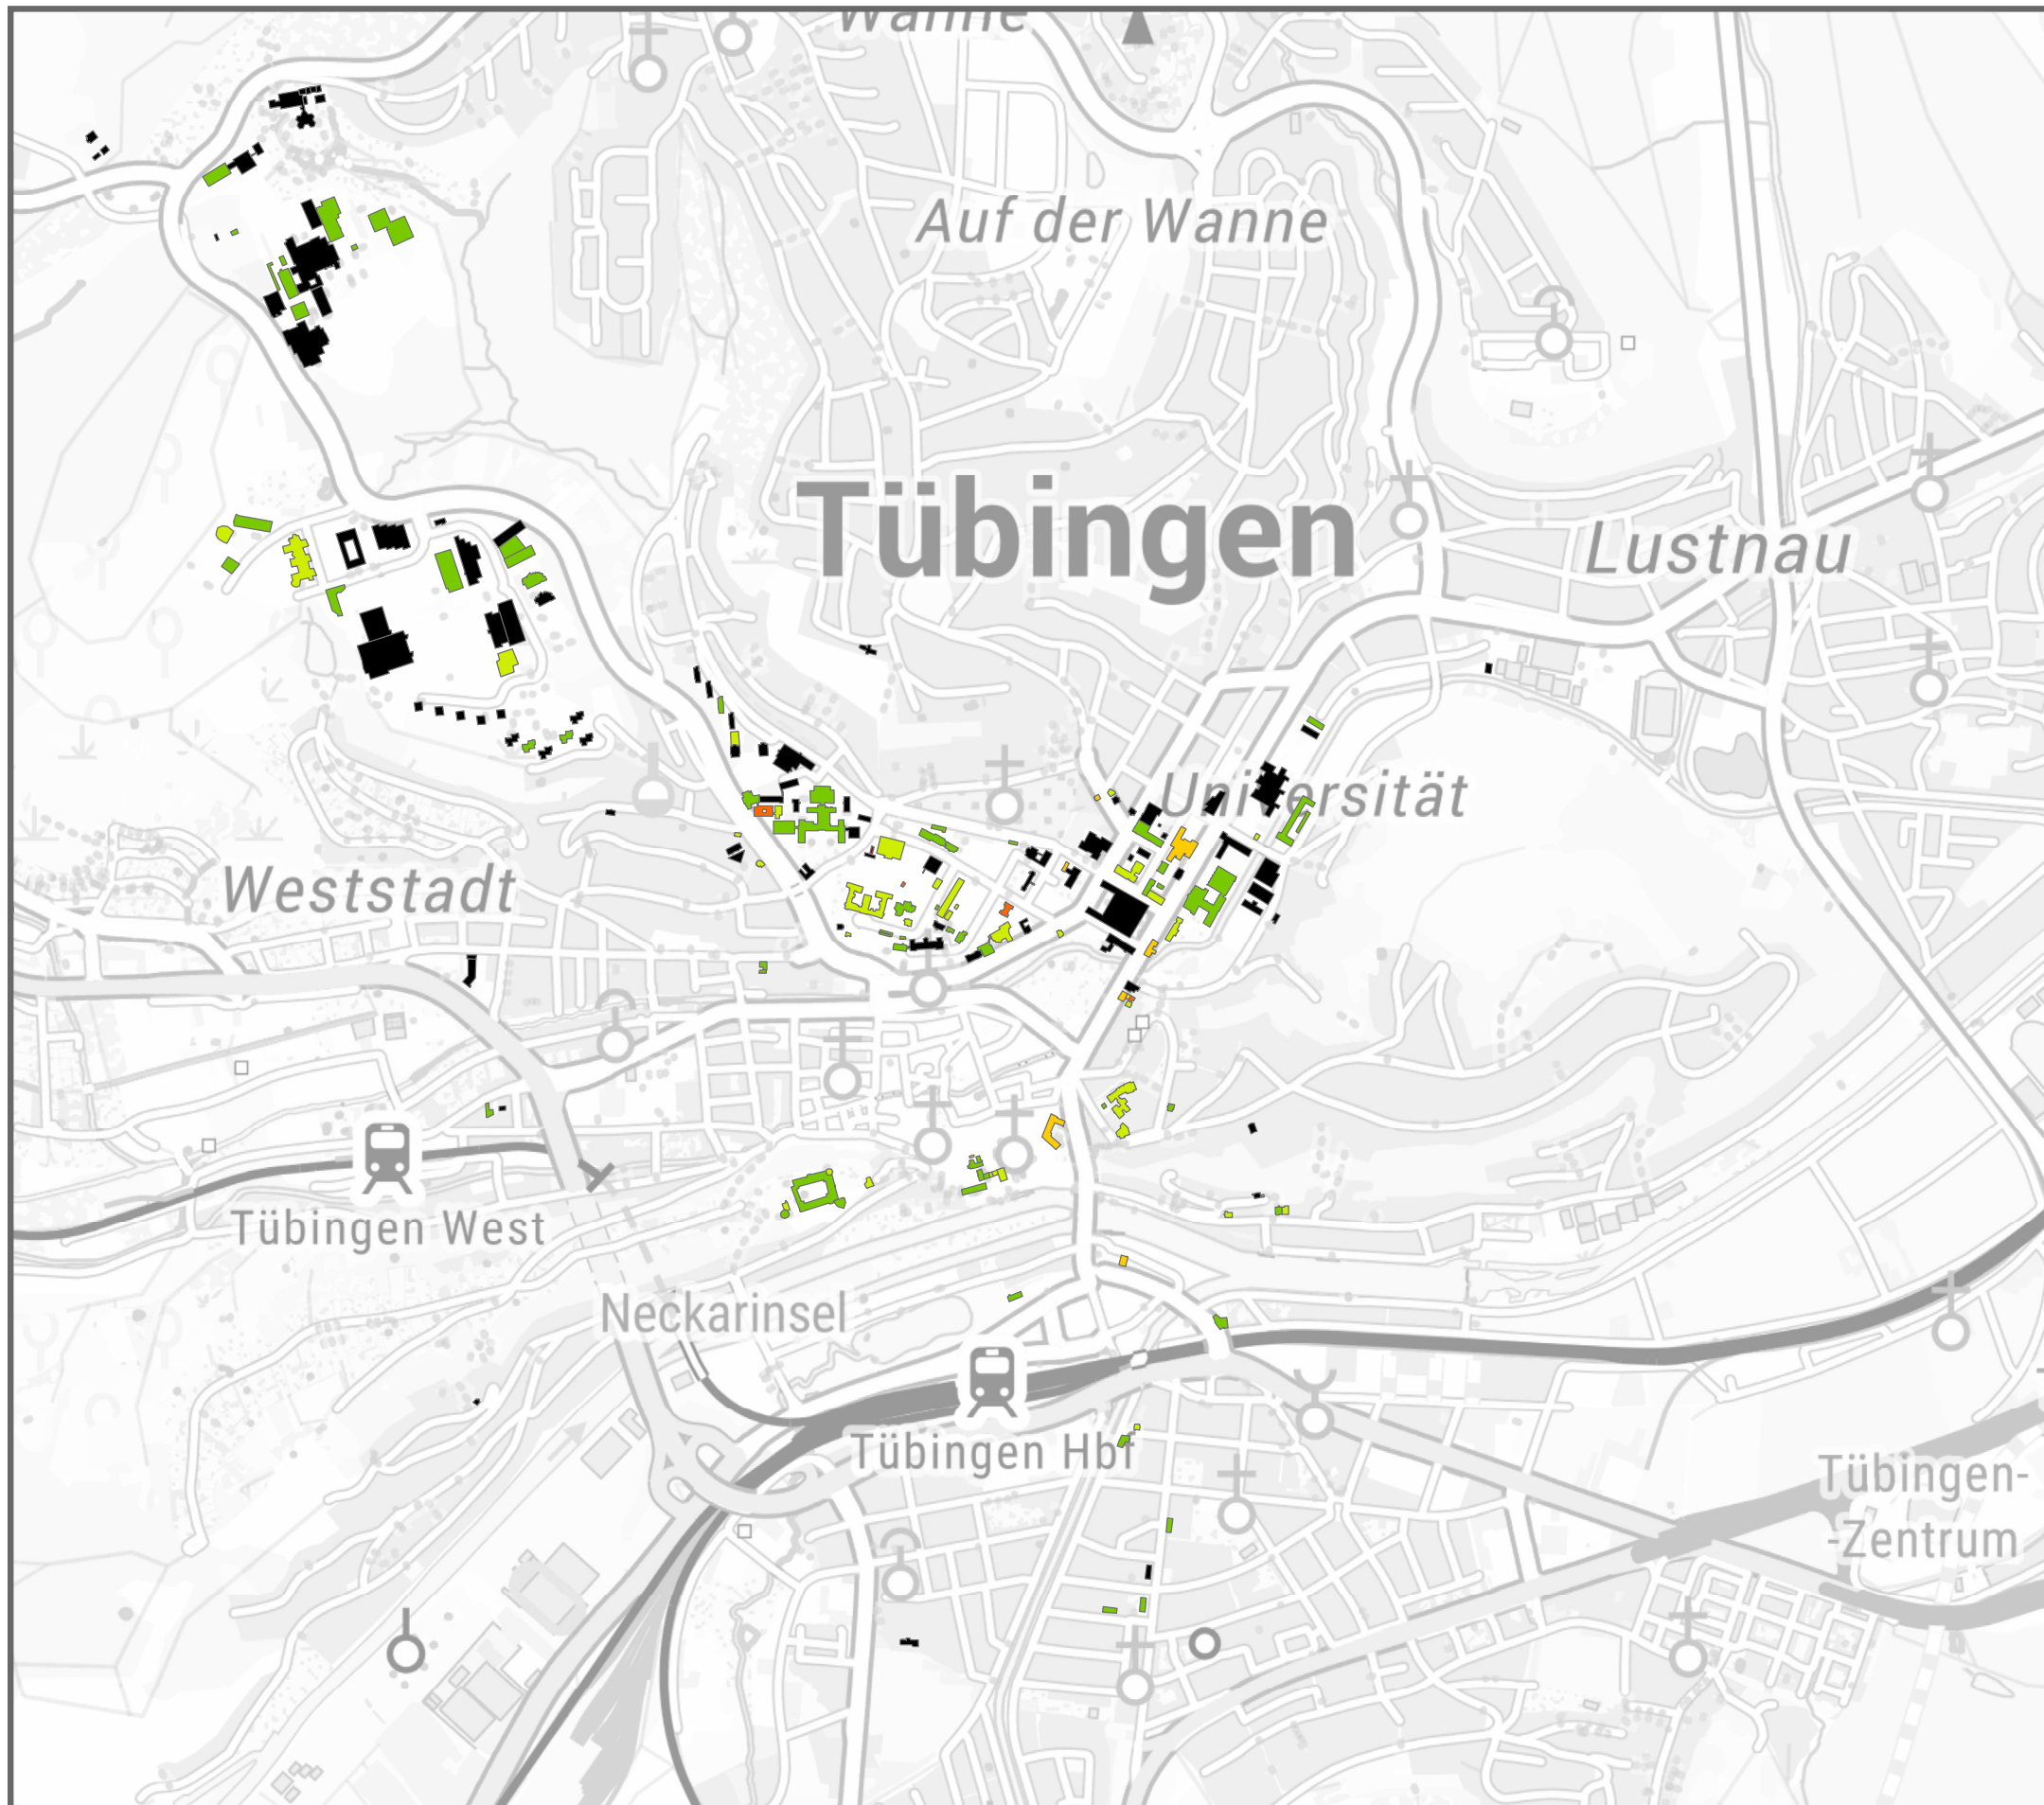 Wanne
Auf der Wanne
Tübingen
Lustnau
Universität
Weststadt
Tübingen West
Neckarinsel
Tübingen Hbf
Tübingen-
-Zentrum